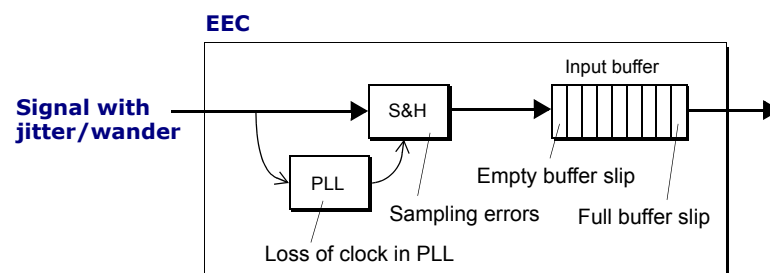 EEC
Input buffer
Signal with
jitter/wander
S&H
PLL
Empty buffer slip
Sampling errors
Full buffer slip
Loss of clock in PLL